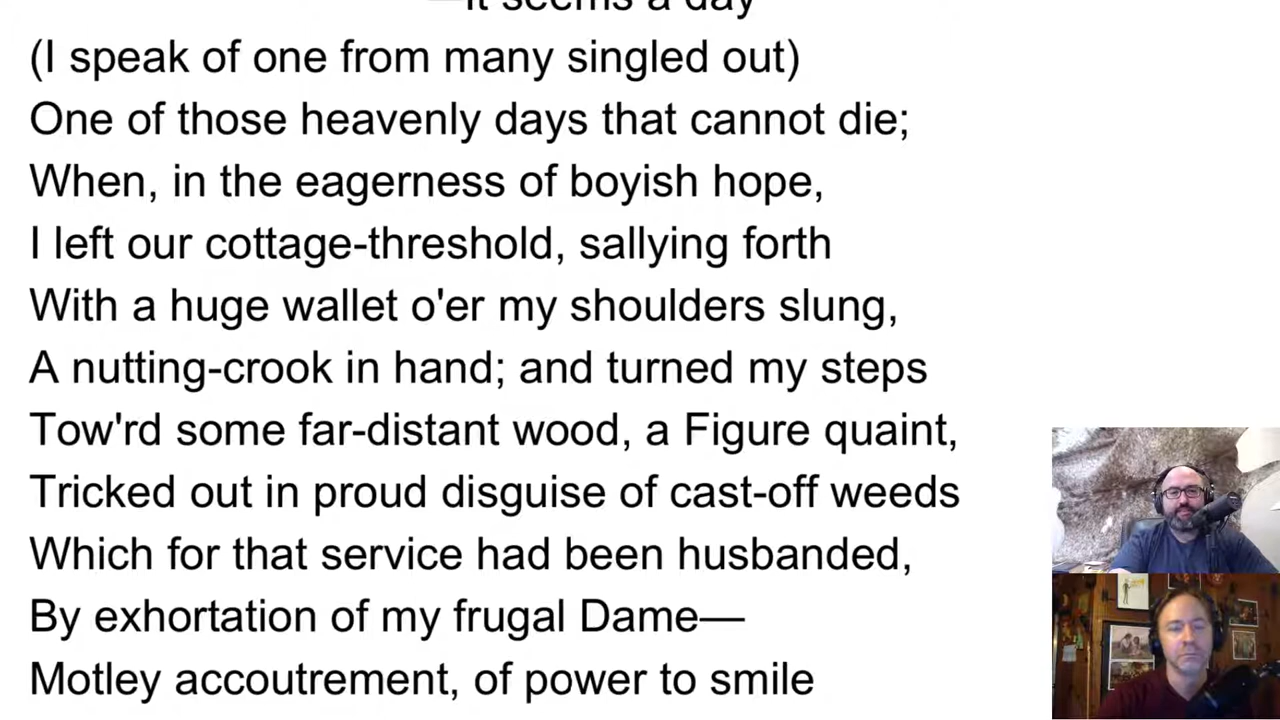 —It seems a day
(I speak of one from many singled out)
One of those heavenly days that cannot die;
When, in the eagerness of boyish hope,
I left our cottage-threshold, sallying forth
With a huge wallet o'er my shoulders slung,
A nutting-crook in hand; and turned my steps
Tow'rd some far-distant wood, a Figure quaint,
Tricked out in proud disguise of cast-off weeds
Which for that service had been husbanded,
By exhortation of my frugal Dame—
Motley accoutrement, of power to smile